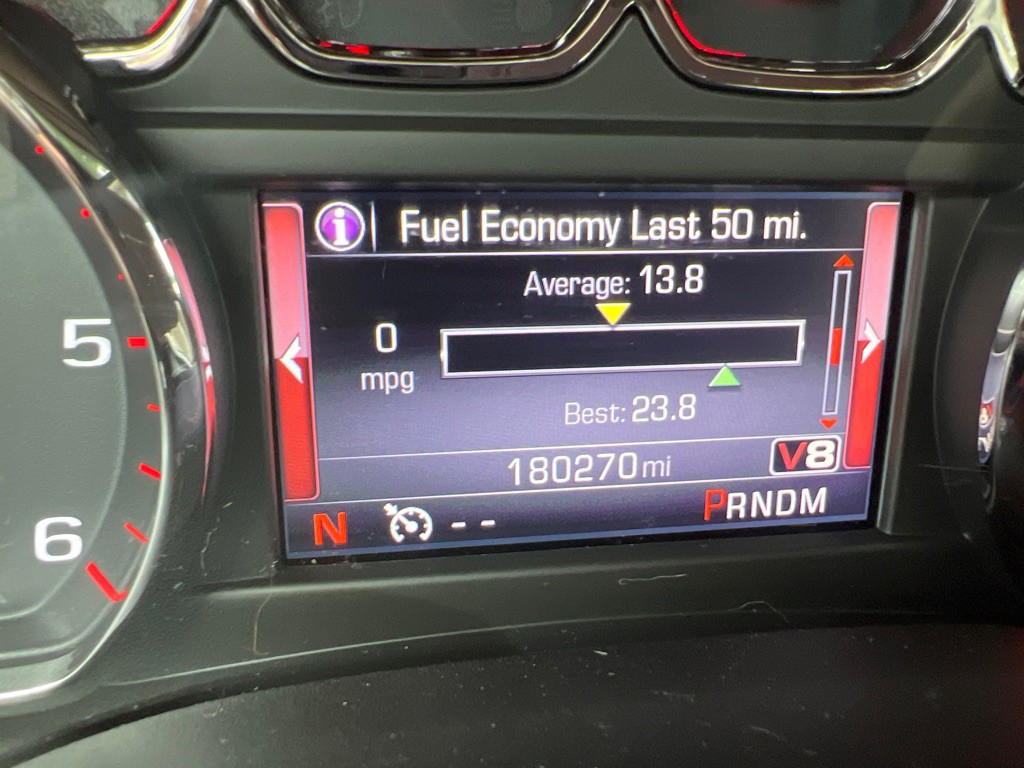 Fuel Economy Last 50 mi.
Average: 13.8
0
mpg
Best: 23.8
180270 mi
V8
N -- PRNDM
5
6